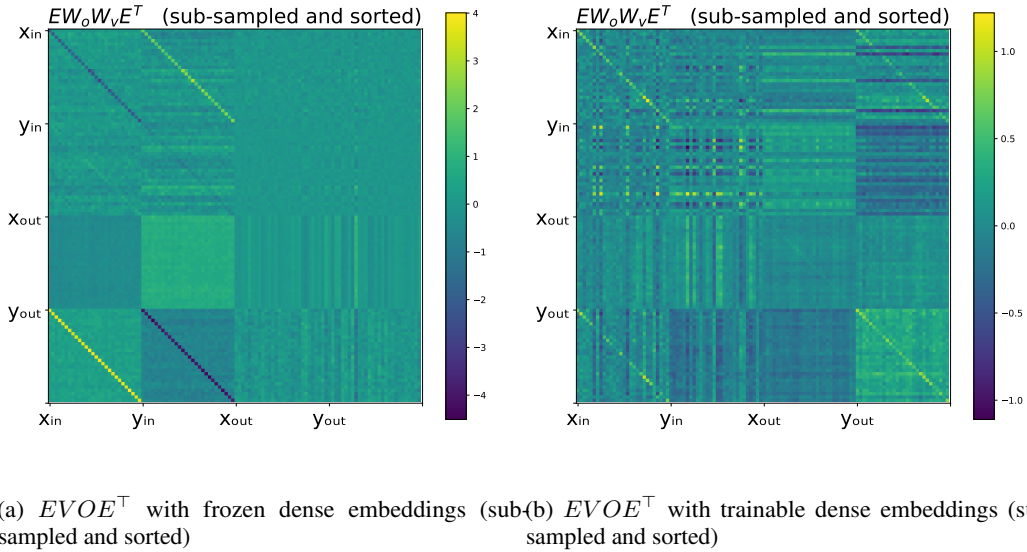 EWₒWᵥEᵀ (sub-sampled and sorted)
xin
yin
xout
yout
xin
yin
xout
yout
4
3
2
1
0
−1
−2
−3
−4
EWₒWᵥEᵀ (sub-sampled and sorted)
xin
yin
xout
yout
xin
yin
xout
yout
1.0
0.5
0.0
−0.5
−1.0
(a) EVOE⊤ with frozen dense embeddings (sub-
sampled and sorted)
(b) EVOE⊤ with trainable dense embeddings (su
sampled and sorted)